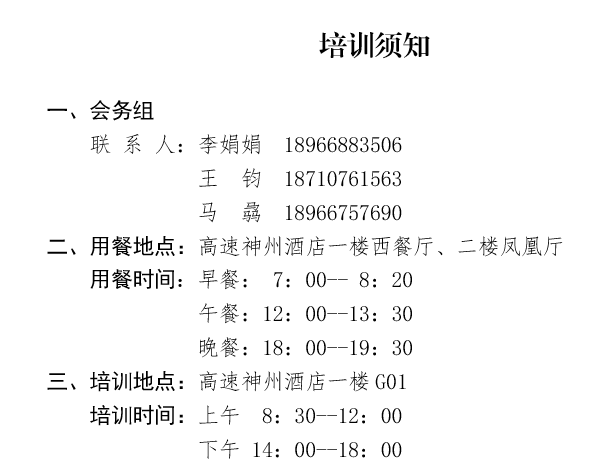 培训须知
一、会务组
联 系 人：李娟娟 18966883506
王 钧 18710761563
马 骉 18966757690
二、用餐地点：高速神州酒店一楼西餐厅、二楼凤凰厅
用餐时间：早餐： 7：00-- 8：20
午餐：12：00--13：30
晚餐：18：00--19：30
三、培训地点：高速神州酒店一楼 G01
培训时间：上午 8：30--12：00
下午 14：00--18：00